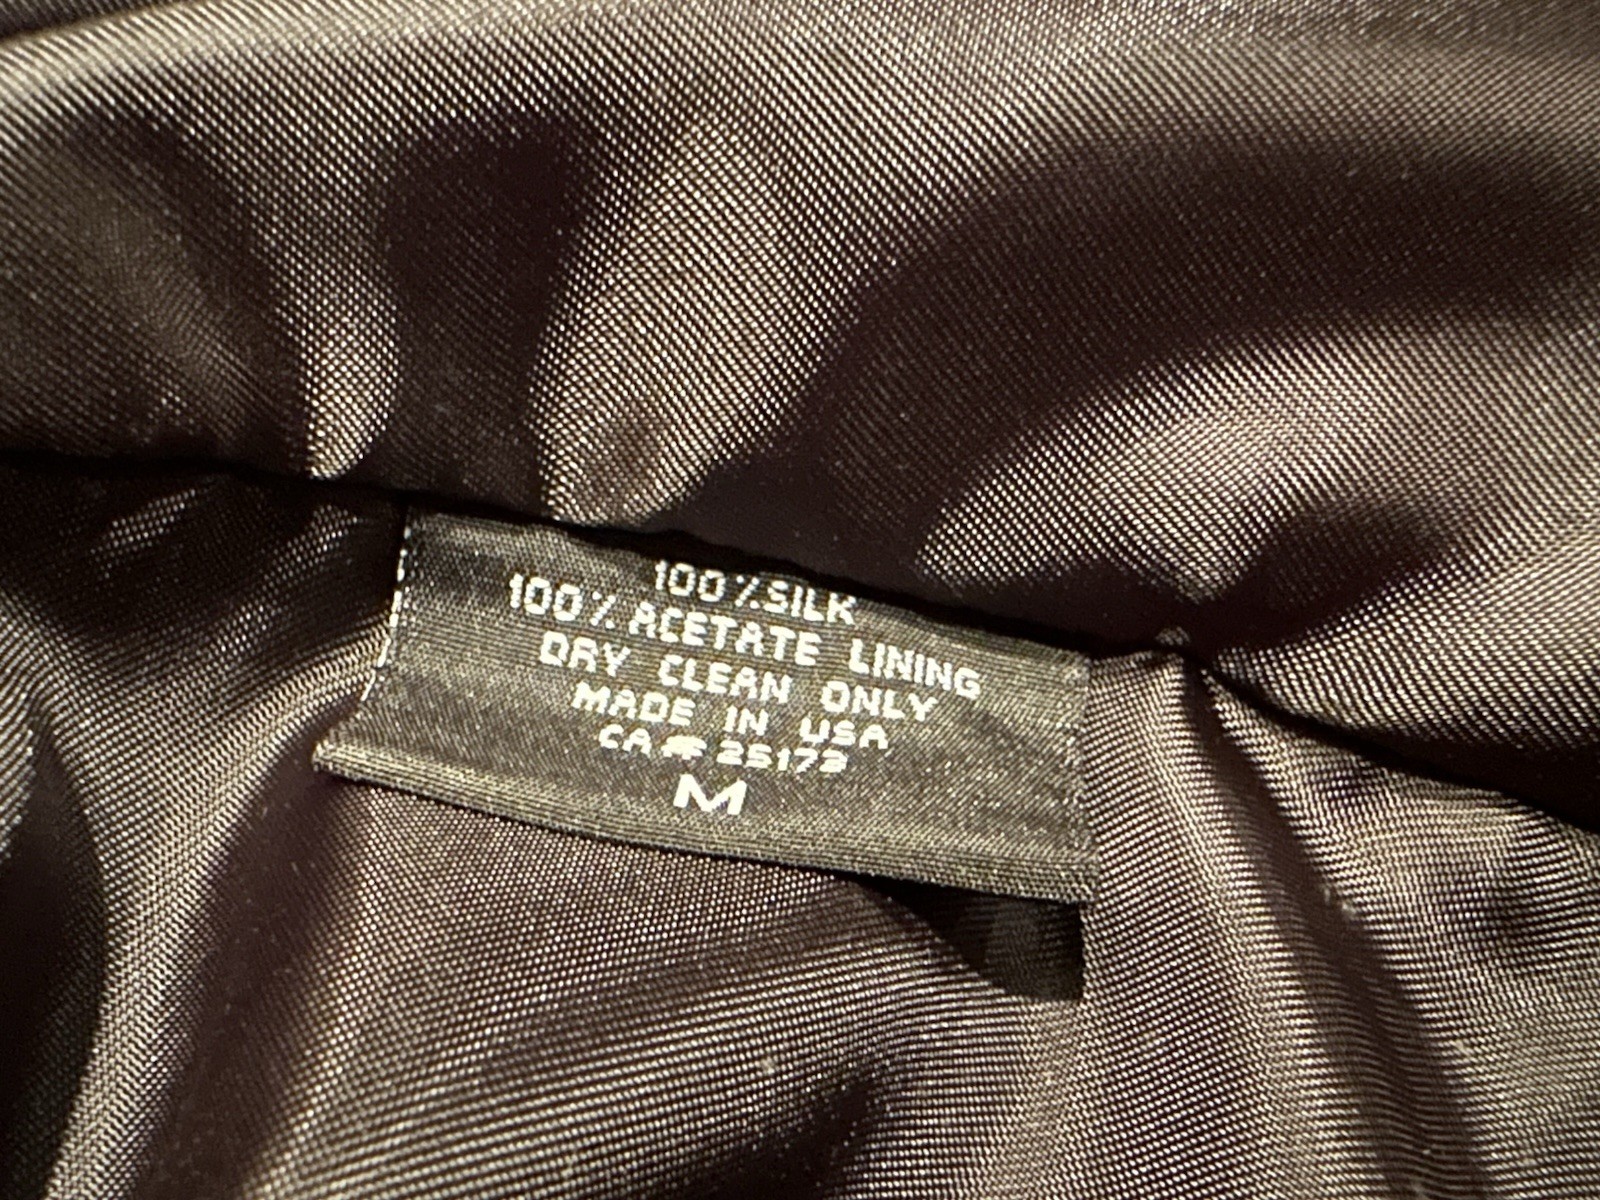 100%SILK
100% ACETATE LINING
DRY CLEAN ONLY
MADE IN USA
CA# 25173
M